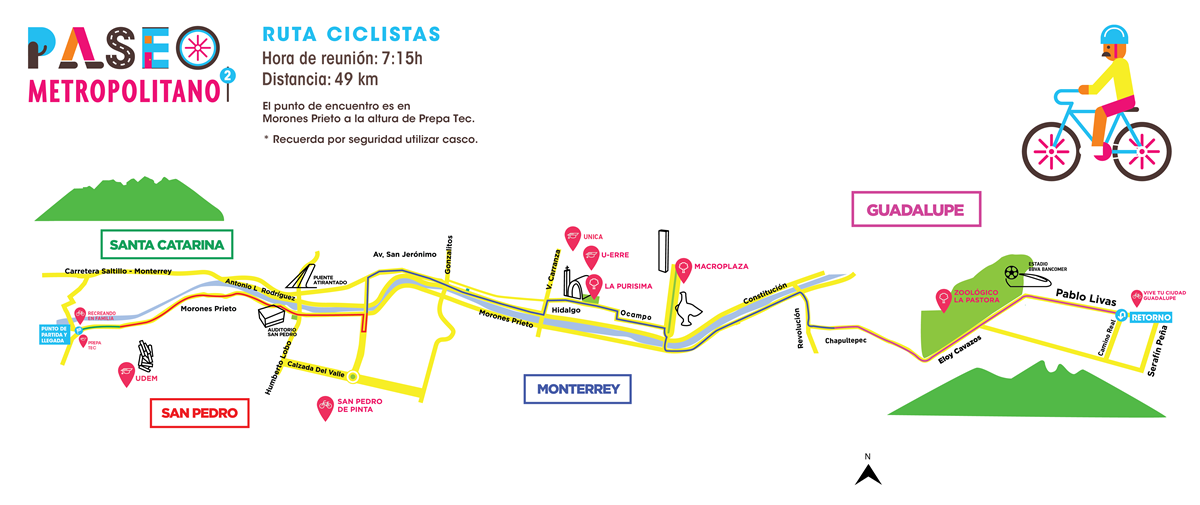 PASEO
METROPOLITANO 2
RUTA CICLISTAS
Hora de reunión: 7:15h
Distancia: 49 km
El punto de encuentro es en
Morones Prieto a la altura de Prepa Tec.
* Recuerda por seguridad utilizar casco.
SANTA CATARINA
GUADALUPE
Carretera Saltillo - Monterrey
Antonio L. Rodríguez
Morones Prieto
PUENTE
ATIRANTADO
Av. San Jerónimo
Gonzalitos
V. Carranza
UNICA
U-ERRE
LA PURISIMA
MACROPLAZA
Hidalgo
Ocampo
Morones Prieto
Constitución
Revolución
Chapultepec
ZOOLÓGICO
LA PASTORA
ESTADIO
BBVA BANCOMER
Pablo Livas
VIVE TU CIUDAD
GUADALUPE
RETORNO
Eloy Cavazos
Camino Real
Serafín Peña
RECREANDO
EN FAMILIA
PUNTO DE
PARTIDA Y
LLEGADA
PREPA
TEC
UDEM
AUDITORIO
SAN PEDRO
Humberto Lobo
Calzada Del Valle
SAN PEDRO
DE PINTA
SAN PEDRO
MONTERREY
N